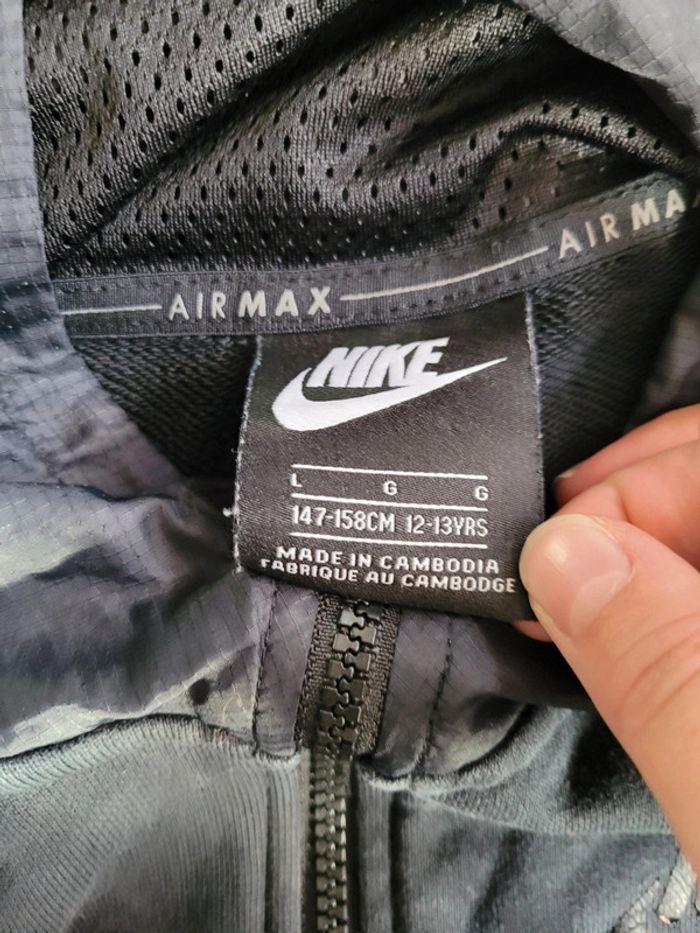 AIR MAX
AIR MA
NIKE
L G G
147-158CM 12-13YRS
MADE IN CAMBODIA
FABRIQUE AU CAMBODGE